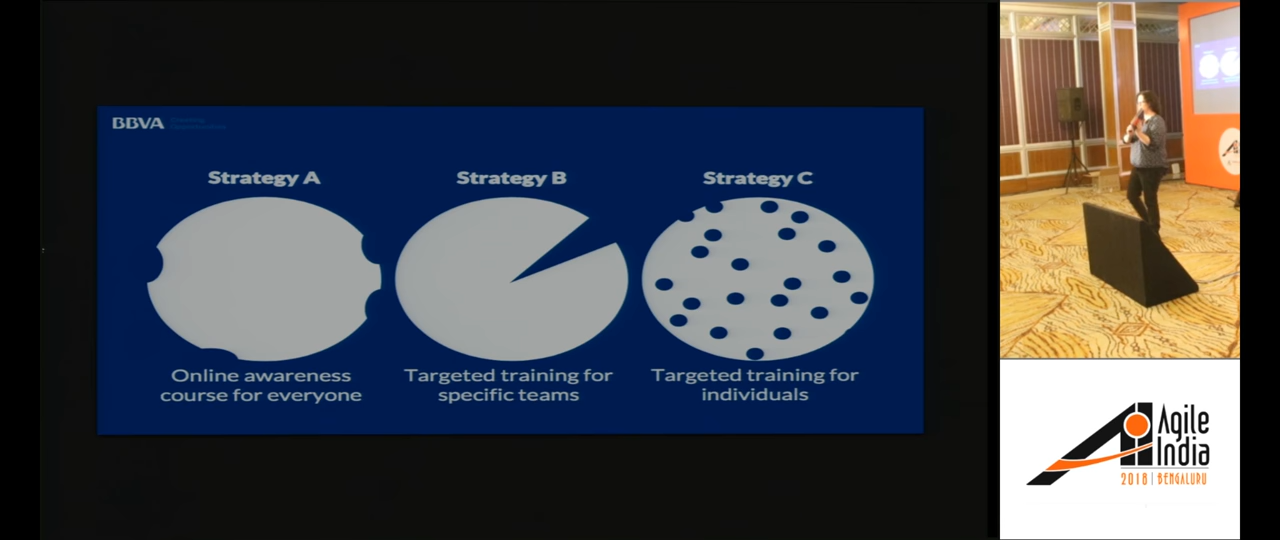 BBVA
Strategy A
Strategy B
Strategy C
Online awareness
course for everyone
Targeted training for
specific teams
Targeted training for
individuals
Agile
India
2018 | BENGALURU